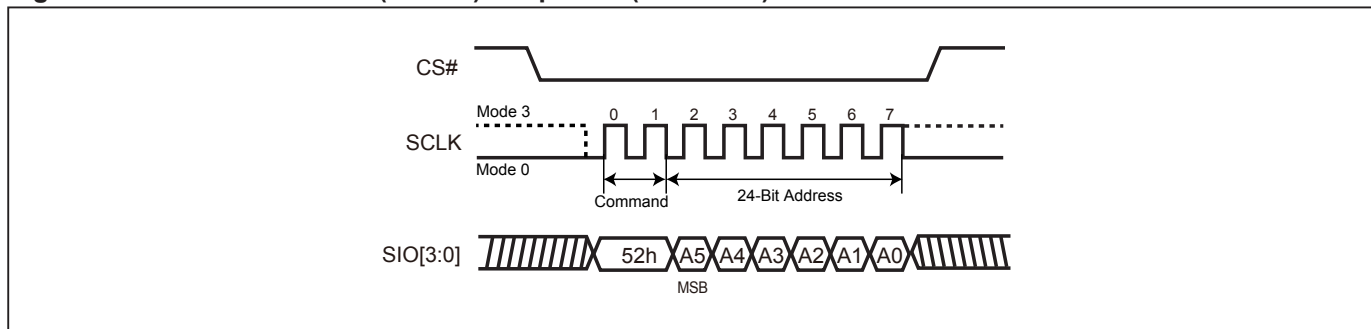 CS#
Mode 3
0 1 2 3 4 5 6 7
SCLK
Mode 0
Command
24-Bit Address
SIO[3:0]
52h A5 A4 A3 A2 A1 A0
MSB